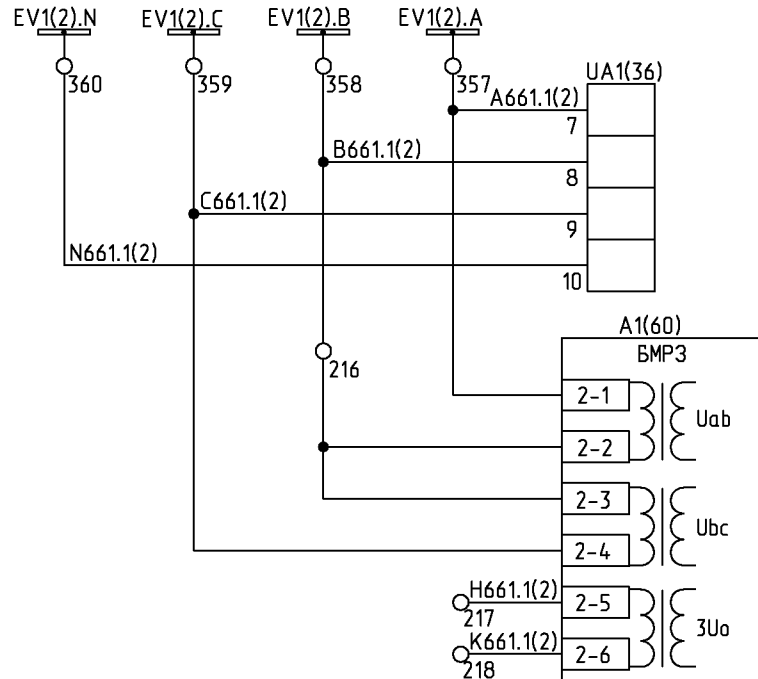 EV1(2).N EV1(2).C EV1(2).B EV1(2).A
360 359 358 357
UA1(36)
A661.1(2)
7
B661.1(2)
8
C661.1(2)
9
N661.1(2)
10
216
A1(60)
БМРЗ
2-1
Uab
2-2
2-3
Ubc
2-4
H661.1(2)
2-5
217
3Uo
K661.1(2)
2-6
218